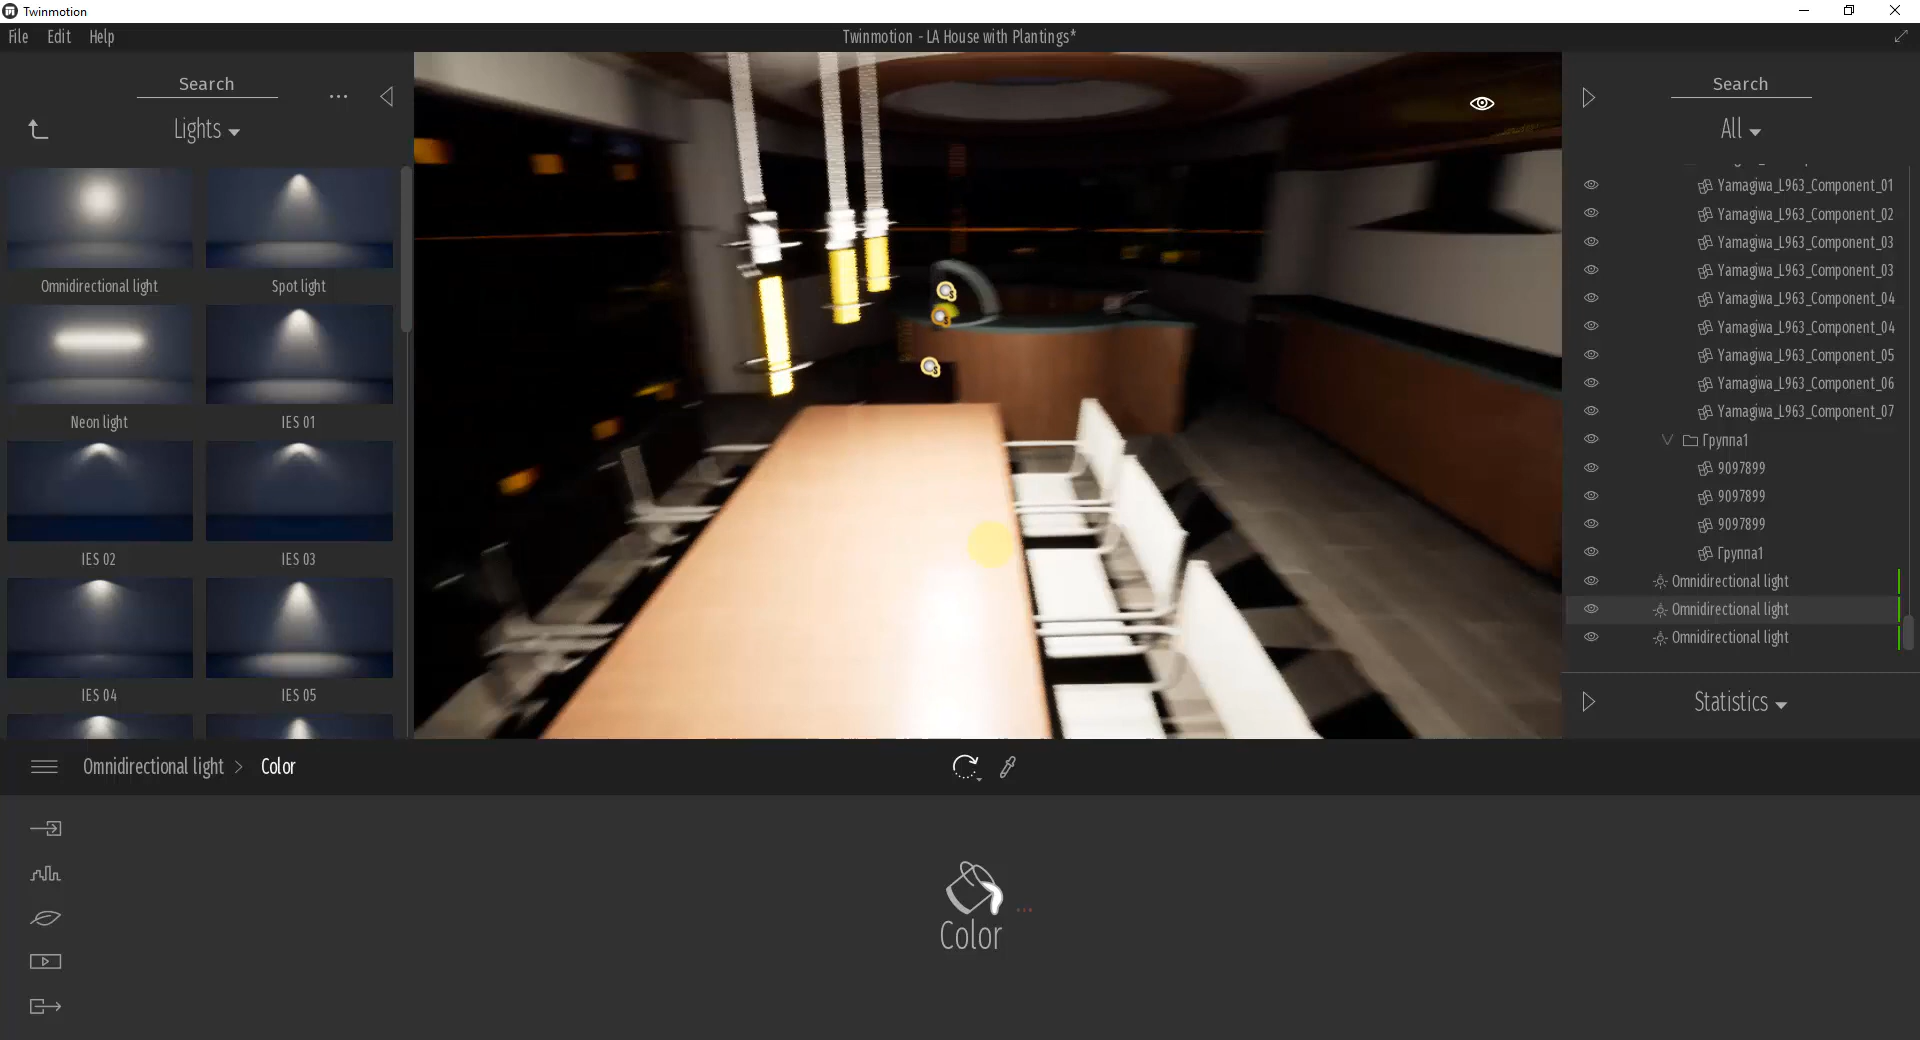 Twinmotion
File Edit Help
Twinmotion - LA House with Plantings*
Search
Lights
Omnidirectional light
Spot light
Neon light
IES 01
IES 02
IES 03
IES 04
IES 05
Search
All
Yamagiwa_L963_Component_01
Yamagiwa_L963_Component_02
Yamagiwa_L963_Component_03
Yamagiwa_L963_Component_03
Yamagiwa_L963_Component_04
Yamagiwa_L963_Component_04
Yamagiwa_L963_Component_05
Yamagiwa_L963_Component_06
Yamagiwa_L963_Component_07
Группа1
9097899
9097899
9097899
Группа1
Omnidirectional light
Omnidirectional light
Omnidirectional light
Statistics
Omnidirectional light > Color
Color